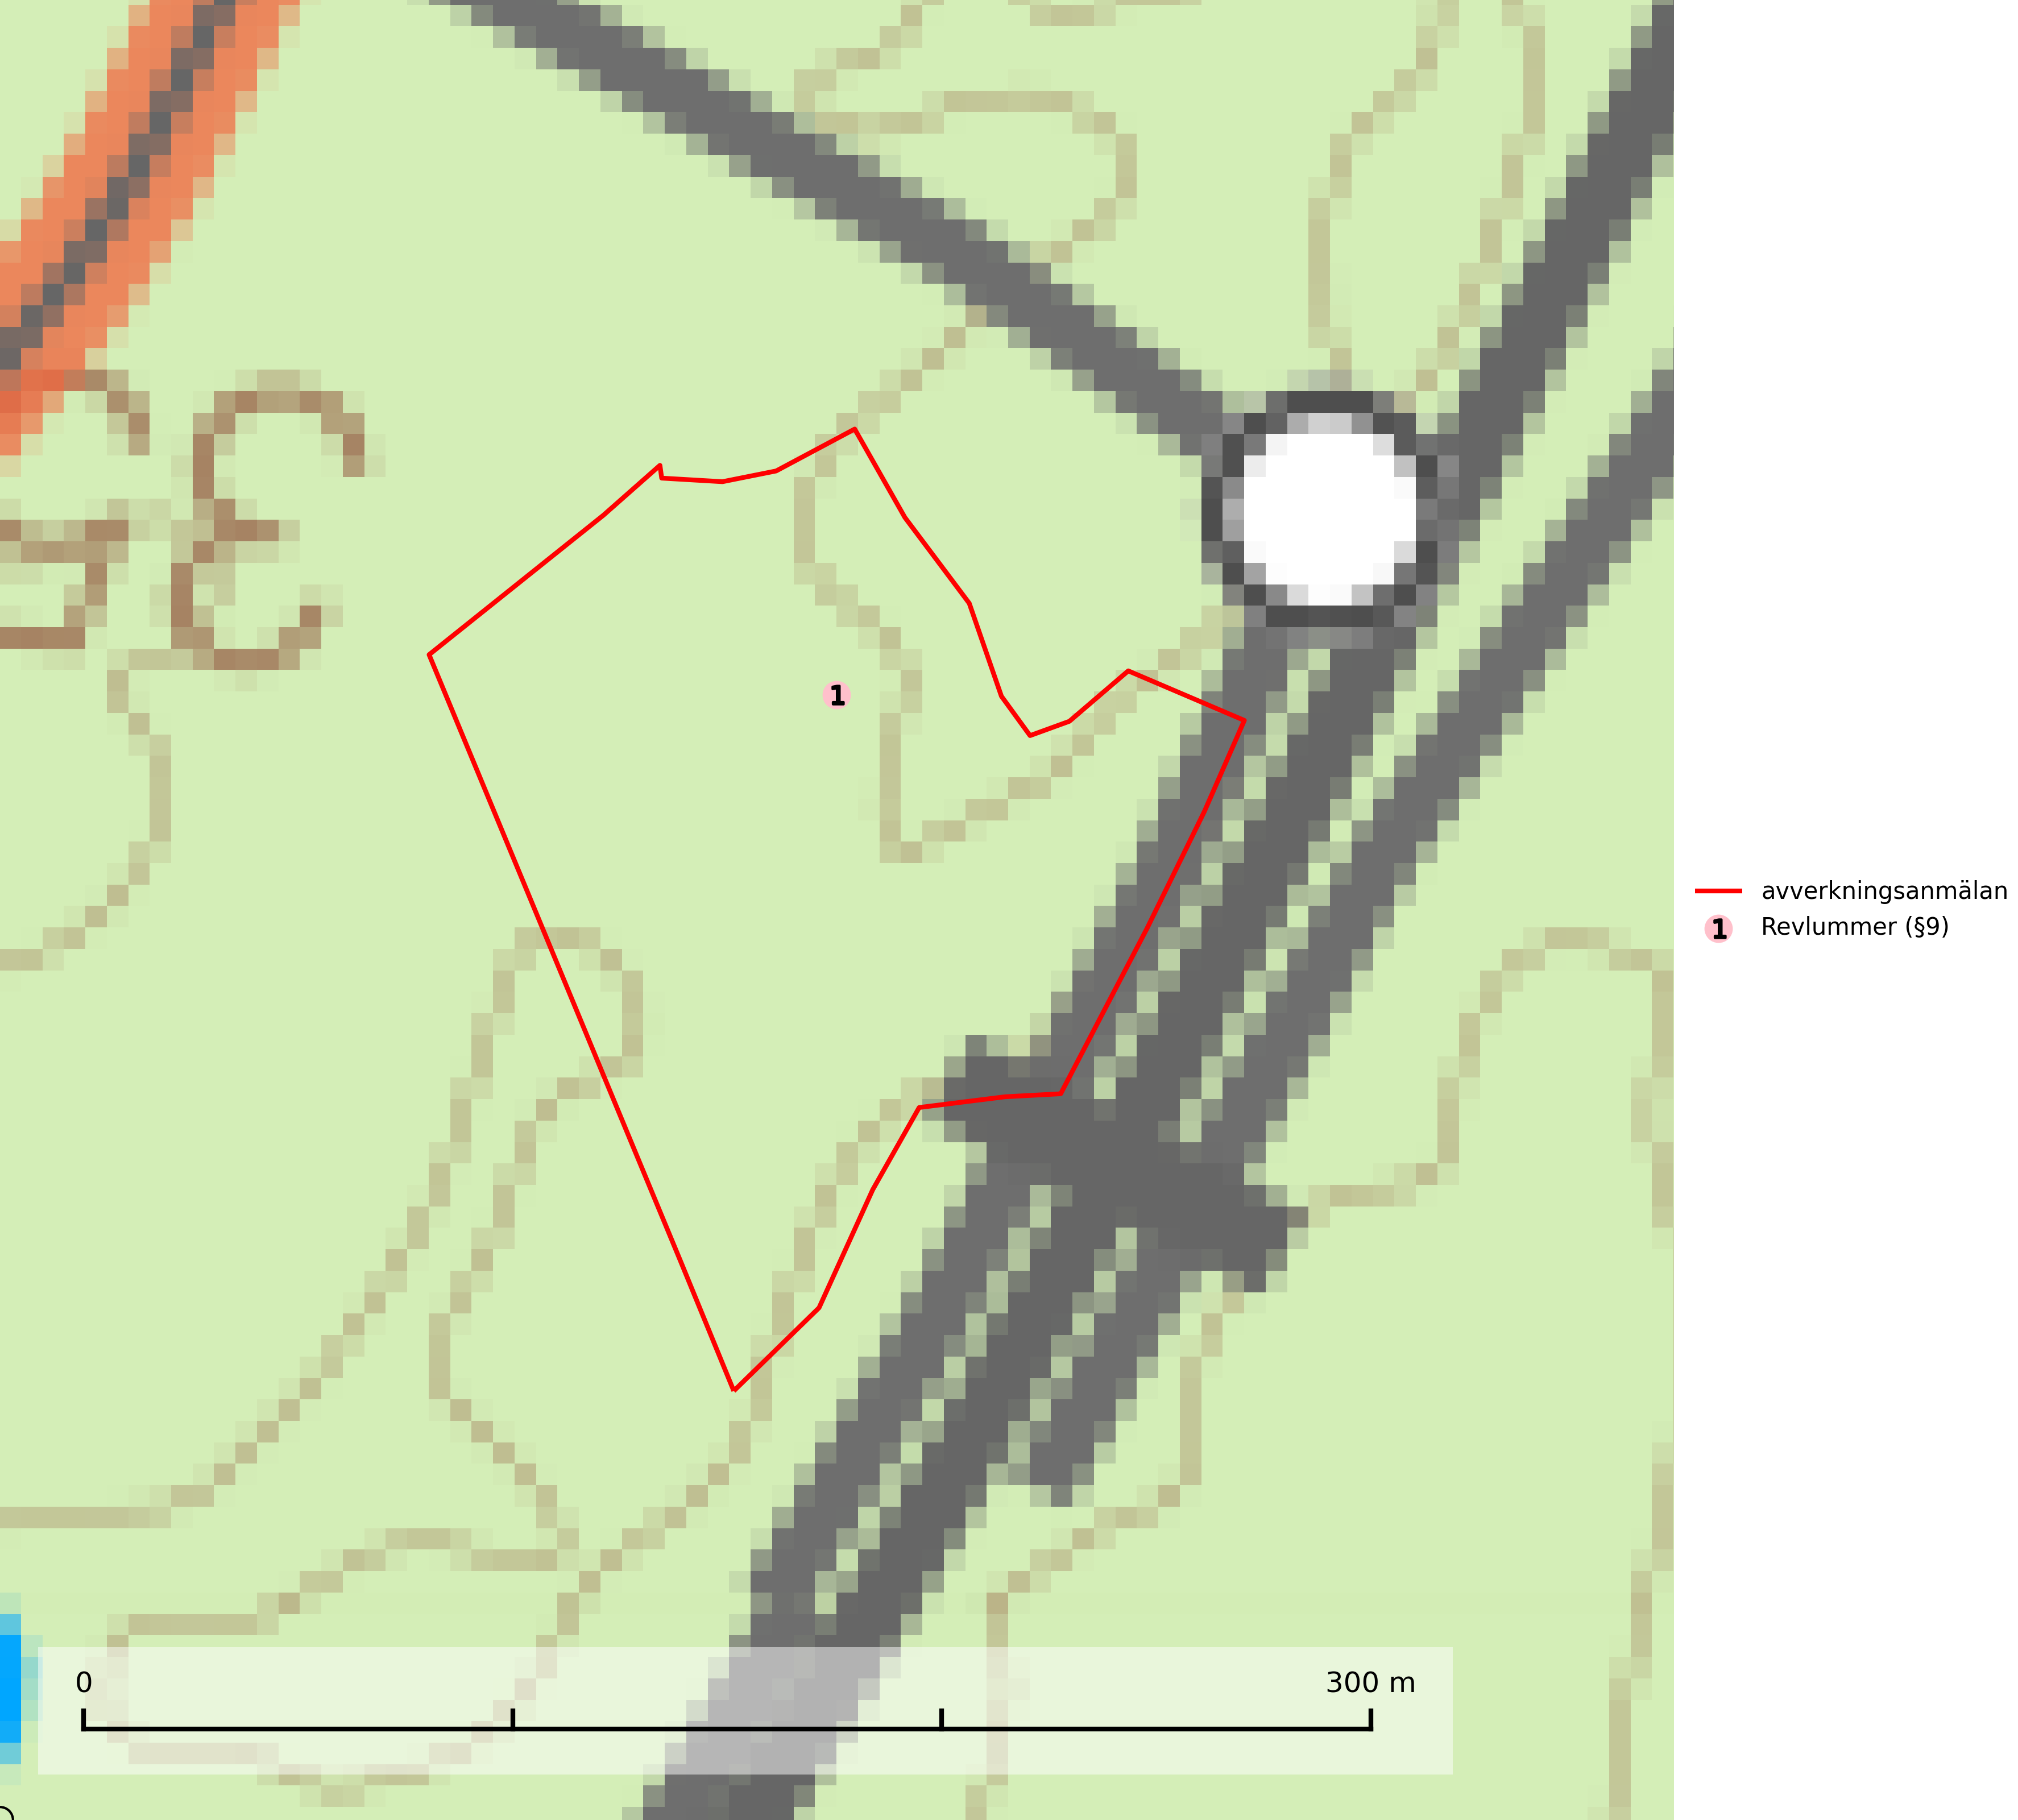 1
avverkningsanmälan
1 Revlummer (§9)
0 300 m